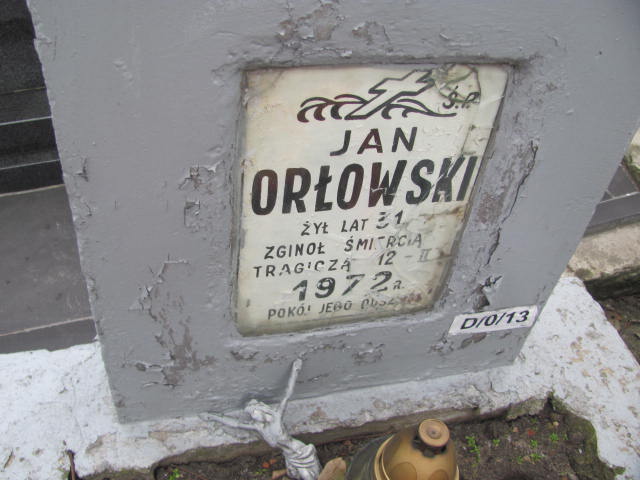 Ś.P.
JAN
ORŁOWSKI
ŻYŁ LAT 31
ZGINOŁ ŚMIERCIĄ
TRAGICZĄ 12 - II
1972 R.
POKÓJ JEGO DUSZY
D/0/13